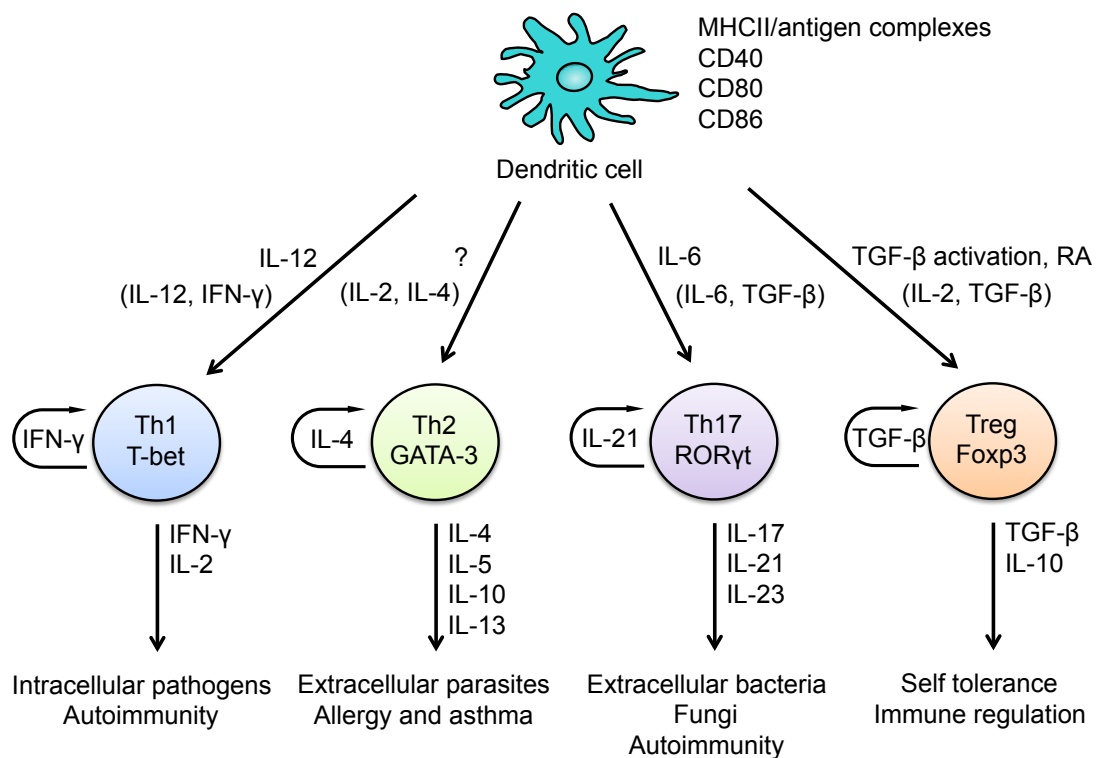 MHCII/antigen complexes
CD40
CD80
CD86
Dendritic cell
IL-12
(IL-12, IFN-γ)
?
(IL-2, IL-4)
IL-6
(IL-6, TGF-β)
TGF-β activation, RA
(IL-2, TGF-β)
IFN-γ
Th1
T-bet
IL-4
Th2
GATA-3
IL-21
Th17
RORγt
TGF-β
Treg
Foxp3
IFN-γ
IL-2
IL-4
IL-5
IL-10
IL-13
IL-17
IL-21
IL-23
TGF-β
IL-10
Intracellular pathogens
Autoimmunity
Extracellular parasites
Allergy and asthma
Extracellular bacteria
Fungi
Autoimmunity
Self tolerance
Immune regulation